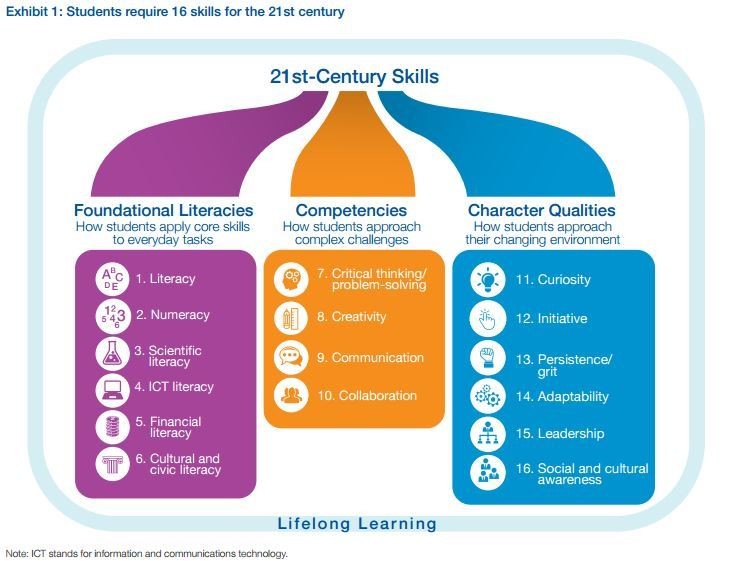 Exhibit 1: Students require 16 skills for the 21st century
21st-Century Skills
Foundational Literacies
How students apply core skills
to everyday tasks
ABC
DE
1. Literacy
123
5 4 3
6
2. Numeracy
3. Scientific
literacy
4. ICT literacy
5. Financial
literacy
6. Cultural and
civic literacy
Competencies
How students approach
complex challenges
7. Critical thinking/
problem-solving
8. Creativity
9. Communication
10. Collaboration
Character Qualities
How students approach
their changing environment
11. Curiosity
12. Initiative
13. Persistence/
grit
14. Adaptability
15. Leadership
16. Social and cultural
awareness
Lifelong Learning
Note: ICT stands for information and communications technology.